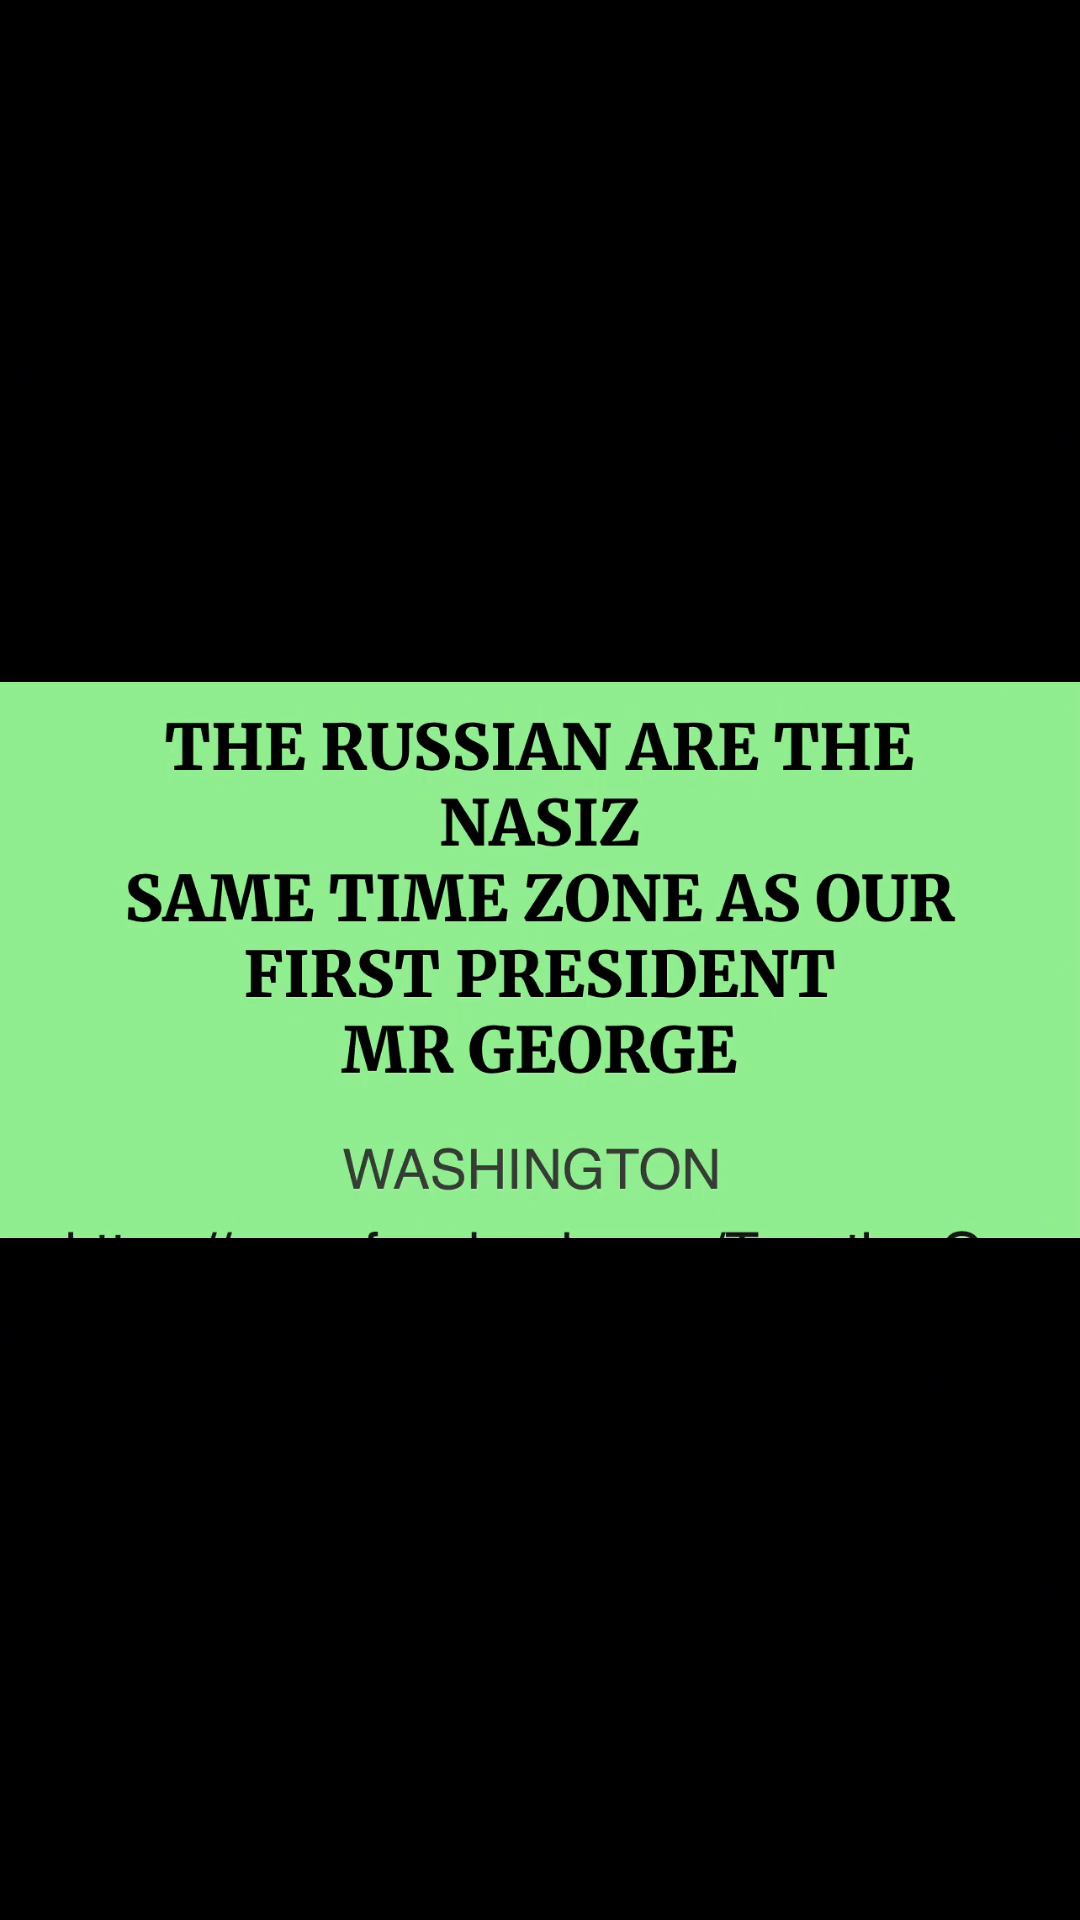 THE RUSSIAN ARE THE
NASIZ
SAME TIME ZONE AS OUR
FIRST PRESIDENT
MR GEORGE
WASHINGTON